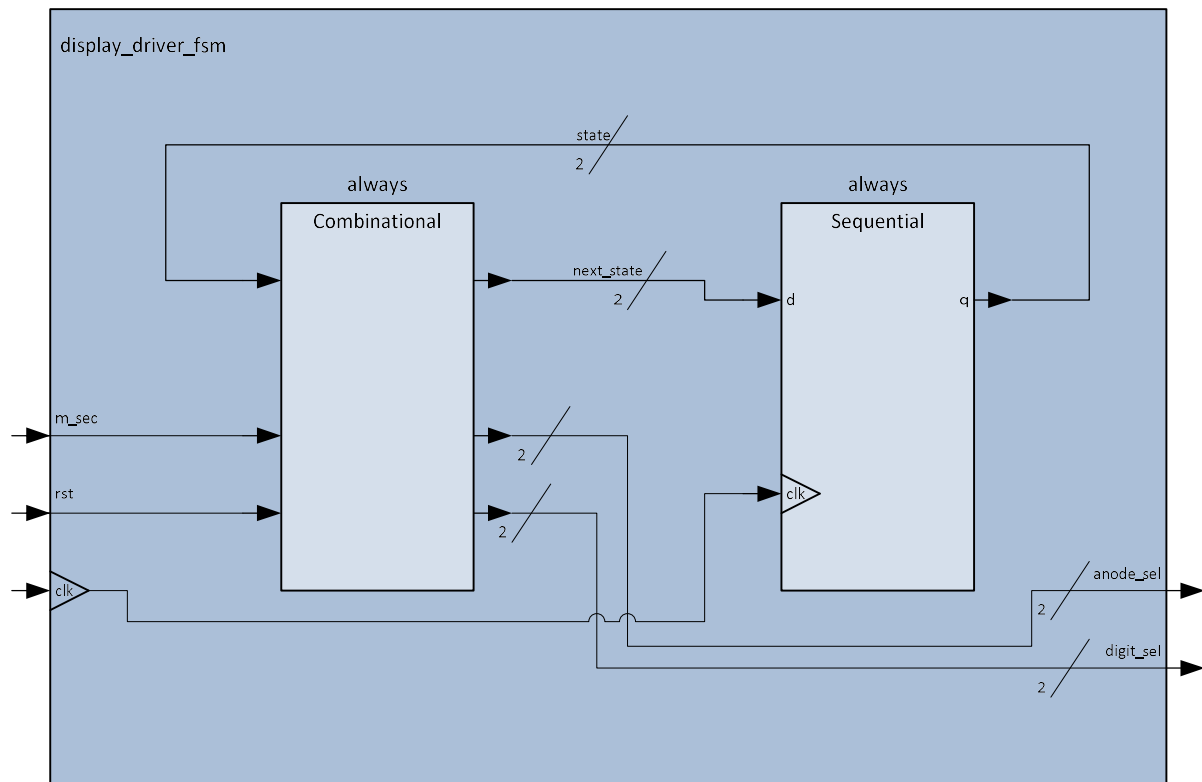 display_driver_fsm
state
2
always
always
Combinational
Sequential
next_state
2
d
q
m_sec
2
rst
clk
2
clk
anode_sel
2
digit_sel
2